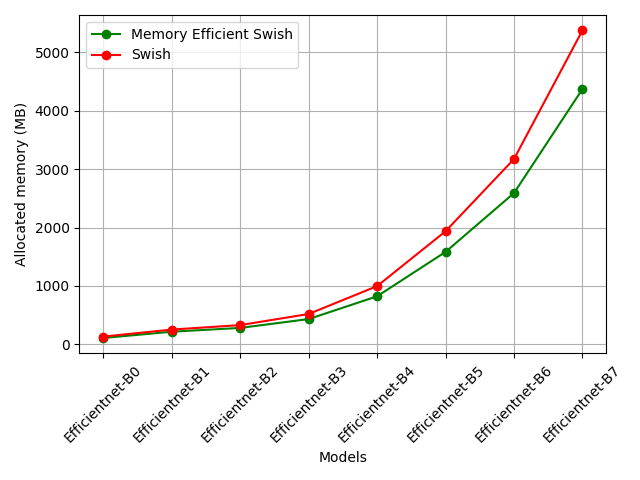 Memory Efficient Swish
Swish
Allocated memory (MB)
5000
4000
3000
2000
1000
0
Efficientnet-B0
Efficientnet-B1
Efficientnet-B2
Efficientnet-B3
Efficientnet-B4
Efficientnet-B5
Efficientnet-B6
Efficientnet-B7
Models